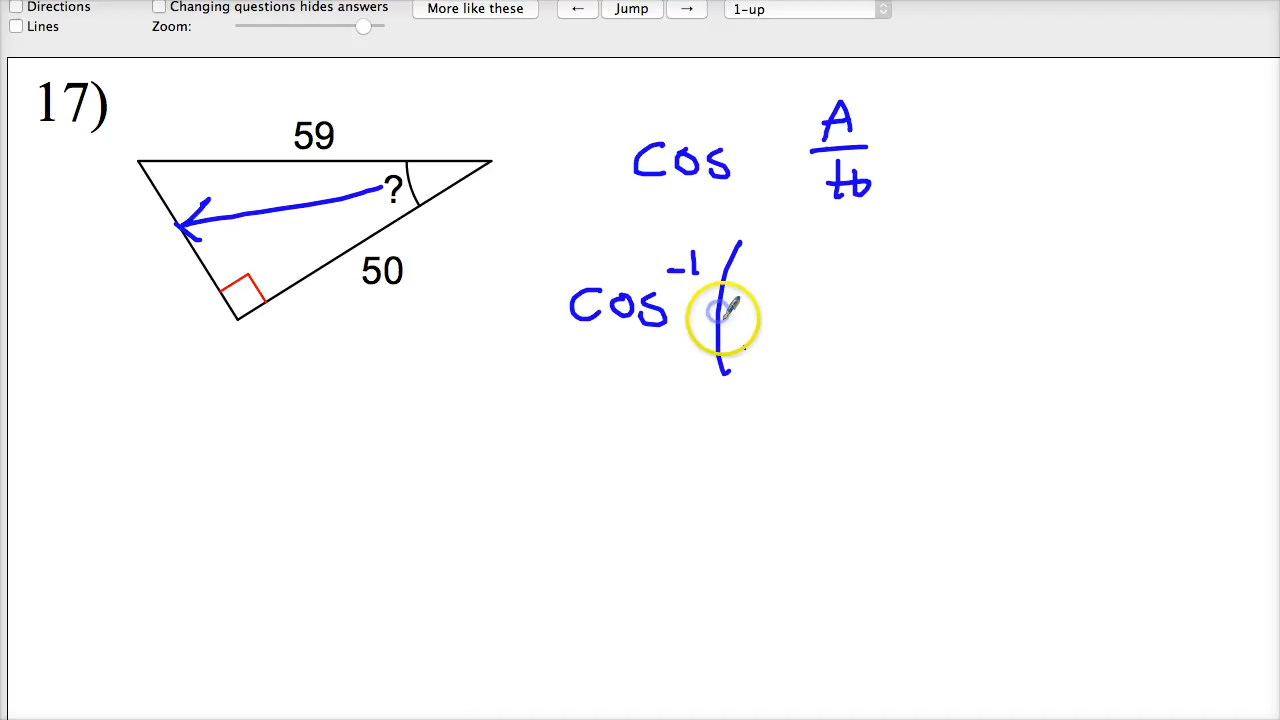 Directions
Changing questions hides answers
More like these
←
Jump
→
1-up
Lines
Zoom:
17)
59
?
50
Cos A
H
Cos -1 (